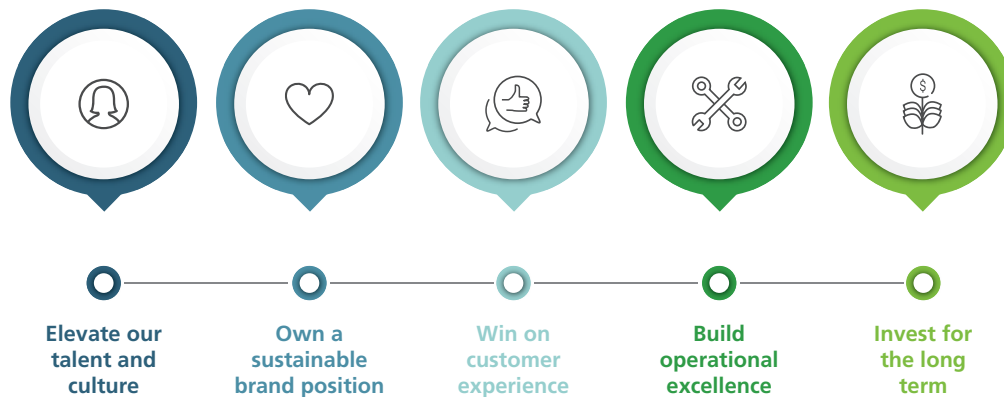 $
Elevate our
talent and
culture
Own a
sustainable
brand position
Win on
customer
experience
Build
operational
excellence
Invest for
the long
term